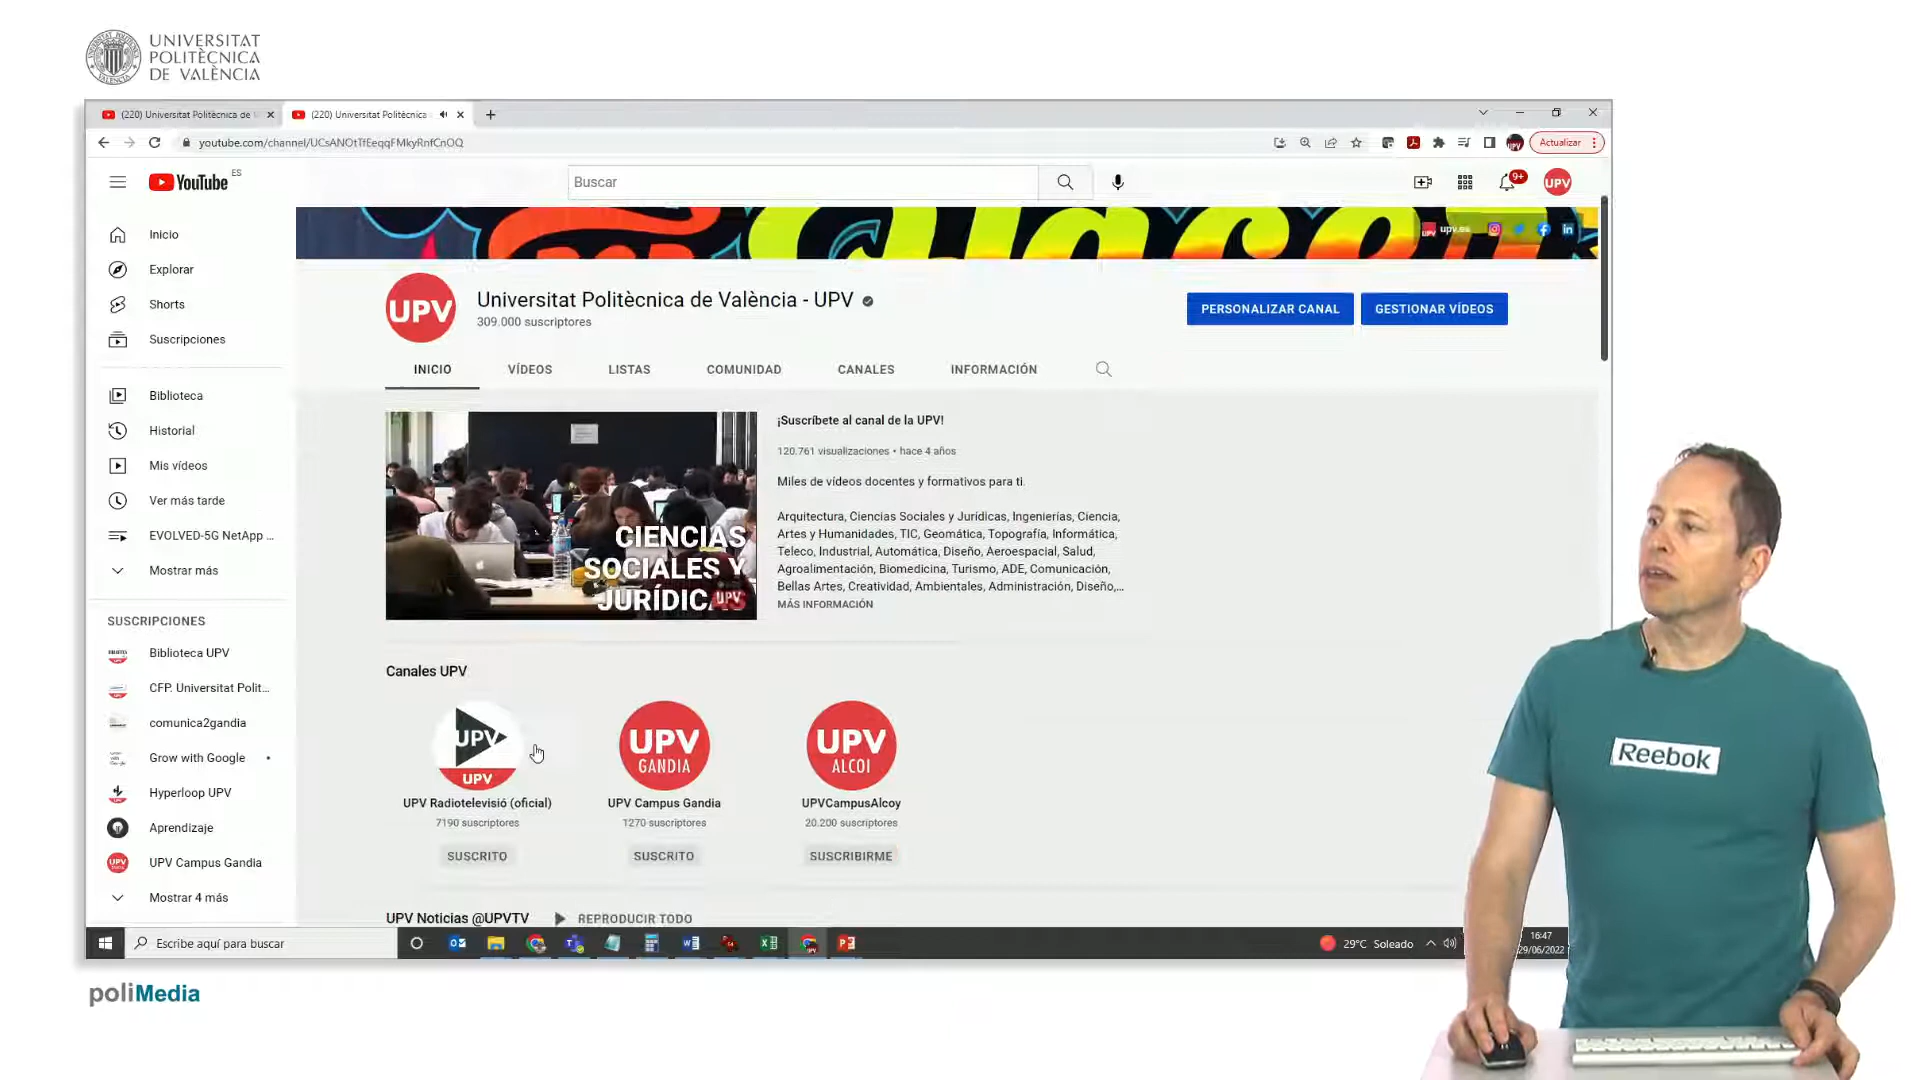 UNIVERSITAT
POLITÈCNICA
DE VALÈNCIA
(220) Universitat Politècnica de
(220) Universitat Politècnica
youtube.com/channel/UCsANOtTfEeqqFMkyRnfCnOQ
Actualizar
YouTube ES
Buscar
9+
UPV
Inicio
Explorar
Shorts
Suscripciones
Biblioteca
Historial
Mis vídeos
Ver más tarde
EVOLVED-5G NetApp ...
Mostrar más
SUSCRIPCIONES
Biblioteca UPV
CFP. Universitat Polit...
comunica2gandia
Grow with Google
Hyperloop UPV
Aprendizaje
UPV Campus Gandia
Mostrar 4 más
upv.es
UPV
Universitat Politècnica de València - UPV
309.000 suscriptores
PERSONALIZAR CANAL
GESTIONAR VÍDEOS
INICIO
VÍDEOS
LISTAS
COMUNIDAD
CANALES
INFORMACIÓN
CIENCIAS
SOCIALES Y
JURÍDICAS
UPV
¡Suscríbete al canal de la UPV!
120.761 visualizaciones • hace 4 años
Miles de vídeos docentes y formativos para ti.
Arquitectura, Ciencias Sociales y Jurídicas, Ingenierías, Ciencia,
Artes y Humanidades, TIC, Geomática, Topografía, Informática,
Teleco, Industrial, Automática, Diseño, Aeroespacial, Salud,
Agroalimentación, Biomedicina, Turismo, ADE, Comunicación,
Bellas Artes, Creatividad, Ambientales, Administración, Diseño,...
MÁS INFORMACIÓN
Canales UPV
UPV
UPV
UPV
GANDIA
UPV
ALCOI
UPV Radiotelevisió (oficial)
UPV Campus Gandia
UPVCampusAlcoy
7190 suscriptores
1270 suscriptores
20.200 suscriptores
SUSCRITO
SUSCRITO
SUSCRIBIRME
UPV Noticias @UPVTV
REPRODUCIR TODO
Escribe aquí para buscar
29°C Soleado
16:47
29/06/2022
poliMedia
Reebok